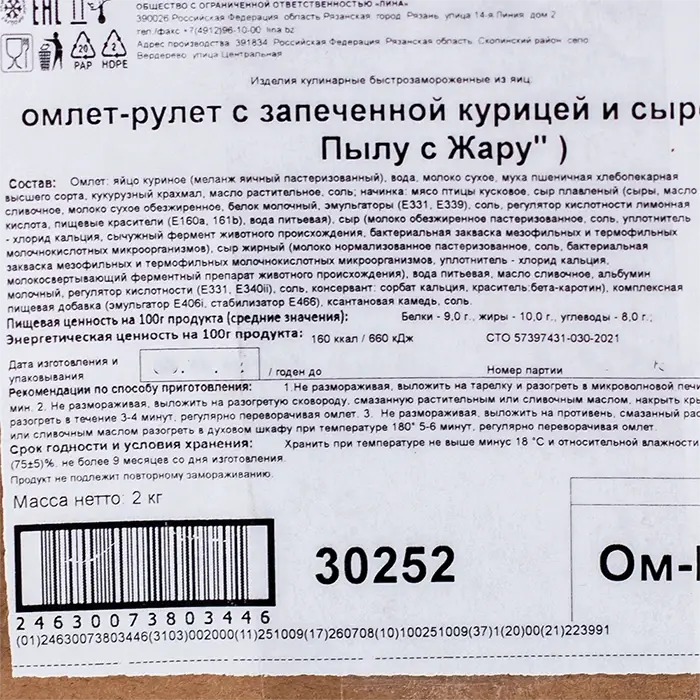 ОБЩЕСТВО С ОГРАНИЧЕННОЙ ОТВЕТСТВЕННОСТЬЮ "ЛИНА"
390026 Российская Федерация область Рязанская, город Рязань, улица 14-я Линия, дом 2
тел./факс +7(4912)96-10-00 lina bz
Адрес производства: 391834, Российская Федерация, Рязанская область, Скопинский район, село
Вердерево, улица Центральная
EHC
20 PAP
2 HDPE
Изделия кулинарные быстрозамороженные из яиц:
омлет-рулет с запеченной курицей и сыр
Пылу с Жару" )
Состав: Омлет: яйцо куриное (меланж яичный пастеризованный), вода, молоко сухое, муха пшеничная хлебопекарная
высшего сорта, кукурузный крахмал, масло растительное, соль; начинка: мясо птицы кусковое, сыр плавленый (сыры, масло
сливочное, молоко сухое обезжиренное, белок молочный, эмульгаторы (Е331, Е339), соль, регулятор кислотности лимонная
кислота, пищевые красители (Е160а, 161b), вода питьевая), сыр (молоко обезжиренное пастеризованное, соль, уплотнитель
- хлорид кальция, сычужный фермент животного происхождения, бактериальная закваска мезофильных и термофильных
молочнокислотных микроорганизмов), сыр жирный (молоко нормализованное пастеризованное, соль, бактериальная
закваска мезофильных и термофильных молочнокислотных микроорганизмов, уплотнитель - хлорид кальция,
молокосвертывающий ферментный препарат животного происхождения), вода питьевая, масло сливочное, альбумин
молочный, регулятор кислотности (Е331, Е340ii), соль, консервант: сорбат кальция, краситель:бета-каротин), комплексная
пищевая добавка (эмульгатор Е406i, стабилизатор Е466), ксантановая камедь, соль.
Пищевая ценность на 100г продукта (средние значения): Белки - 9,0 г., жиры - 10,0 г., углеводы - 8,0 г.;
Энергетическая ценность на 100г продукта: 160 ккал / 660 кДж СТО 57397431-030-2021
Дата изготовления и
упаковывания / годен до Номер партии
Рекомендации по способу приготовления: 1.Не размораживая, выложить на тарелку и разогреть в микроволновой печи
мин. 2. Не размораживая, выложить на разогретую сковороду, смазанную растительным или сливочным маслом, накрыть кры
разогреть в течение 3-4 минут, регулярно переворачивая омлет. 3. Не размораживая, выложить на противень, смазанный рас
или сливочным маслом разогреть в духовом шкафу при температуре 180° 5-6 минут, регулярно переворачивая омлет.
Срок годности и условия хранения: Хранить при температуре не выше минус 18 °С и относительной влажности
(75±5)%, не более 9 месяцев со дня изготовления.
Продукт не подлежит повторному замораживанию.
Масса нетто: 2 кг
30252
Ом-
24630073803446
(01)24630073803446(3103)002000(11)251009(17)260708(10)100251009(37)1(20)00(21)223991